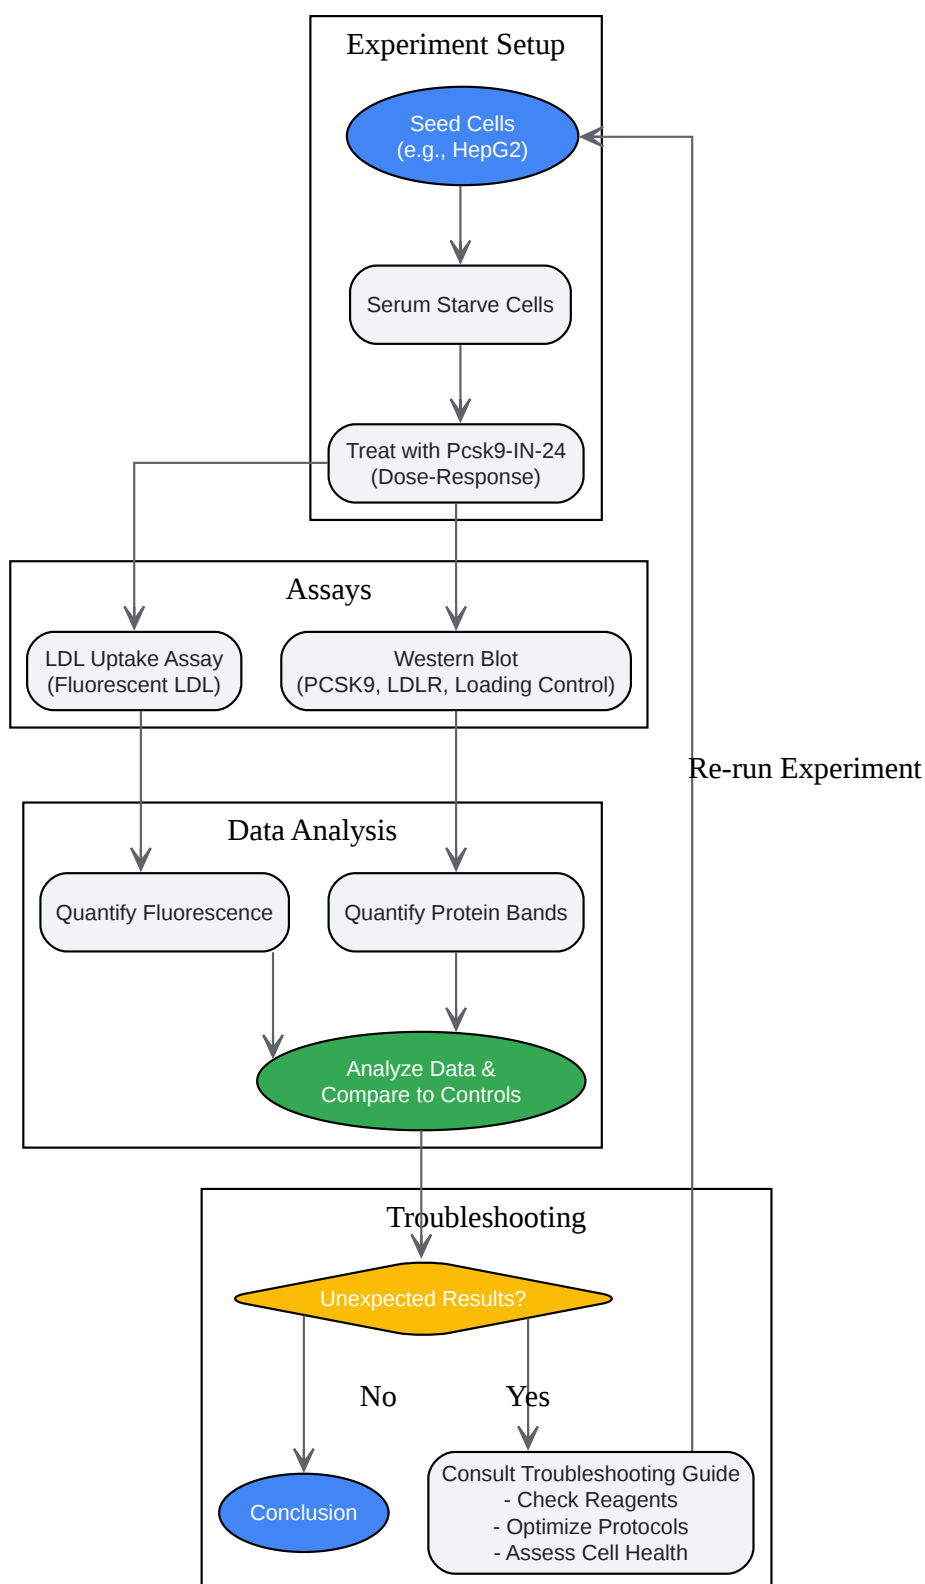 Experiment Setup
Seed Cells
(e.g., HepG2)
Serum Starve Cells
Treat with Pcsk9-IN-24
(Dose-Response)
Assays
LDL Uptake Assay
(Fluorescent LDL)
Western Blot
(PCSK9, LDLR, Loading Control)
Re-run Experiment
Data Analysis
Quantify Fluorescence
Quantify Protein Bands
Analyze Data &
Compare to Controls
Troubleshooting
Unexpected Results?
No
Yes
Conclusion
Consult Troubleshooting Guide
- Check Reagents
- Optimize Protocols
- Assess Cell Health